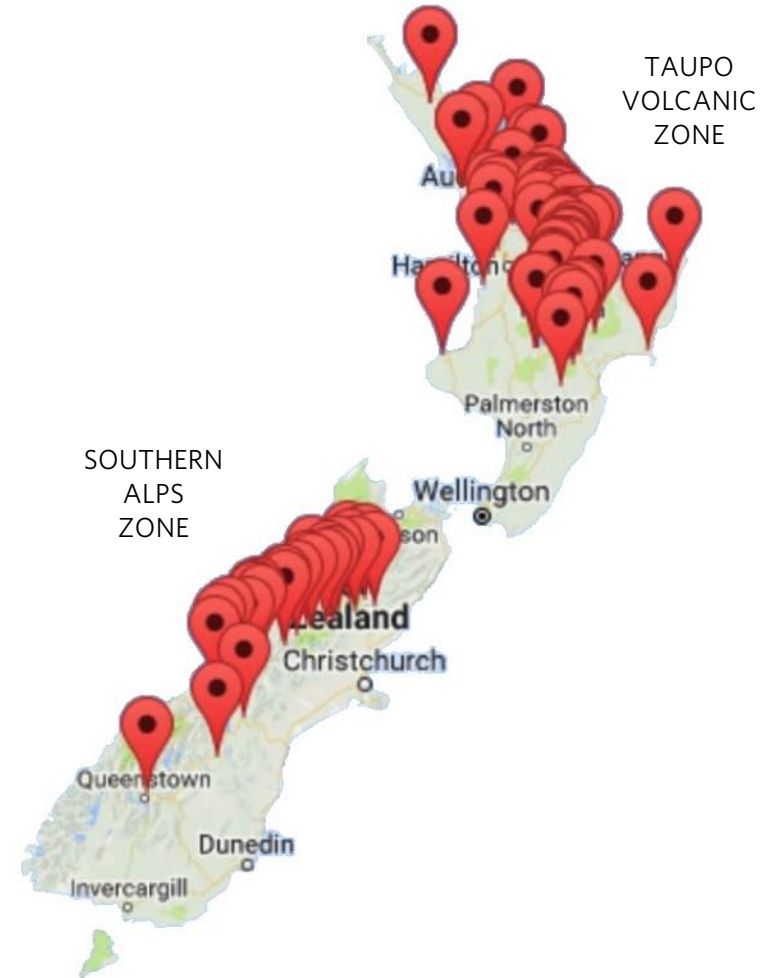 TAUPO
VOLCANIC
ZONE
Palmerston
North
SOUTHERN
ALPS
ZONE
Wellington
Christchurch
Queenstown
Dunedin
Invercargill